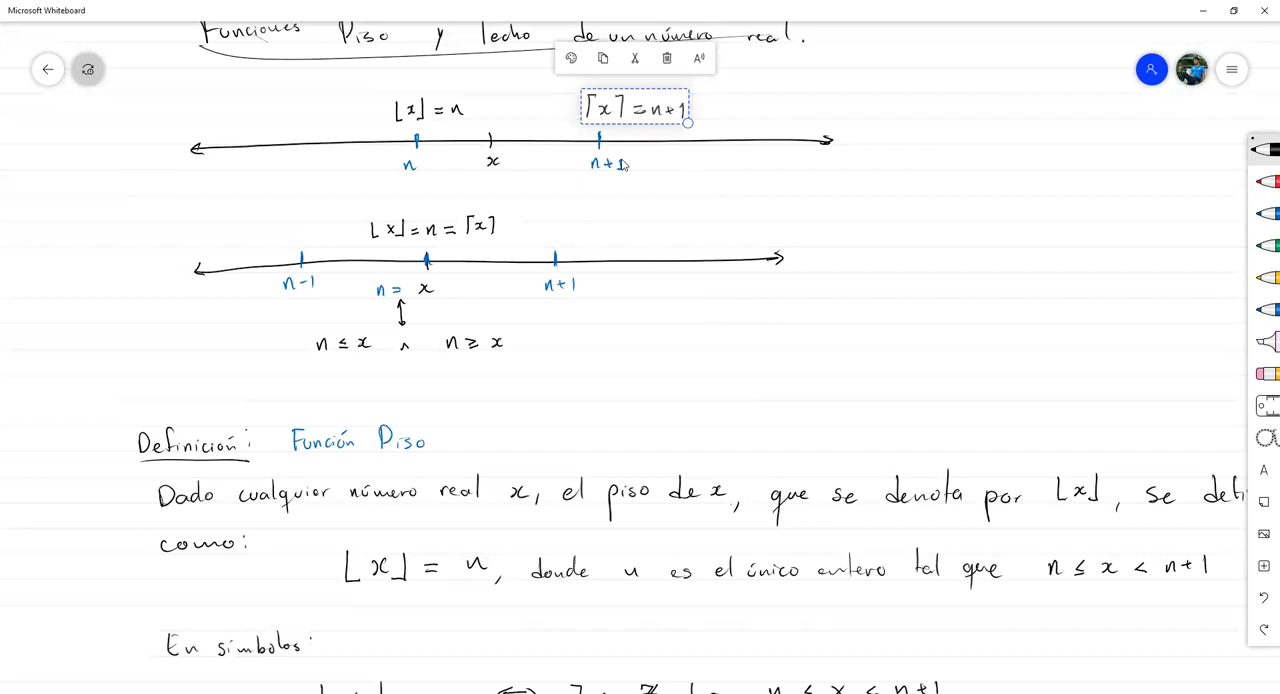 Microsoft Whiteboard
Funciones Piso y Techo de un número real.
⌊x⌋ = n
⌈x⌉ = n+1
n x n+1
⌊x⌋ = n = ⌈x⌉
n-1 n = x n+1
n ≤ x ∧ n ≥ x
Definición: Función Piso
Dado cualquier número real x, el piso de x, que se denota por ⌊x⌋, se defi
como:
⌊x⌋ = n, donde n es el único entero tal que n ≤ x < n+1
En símbolos:
n ≤ x < n+1